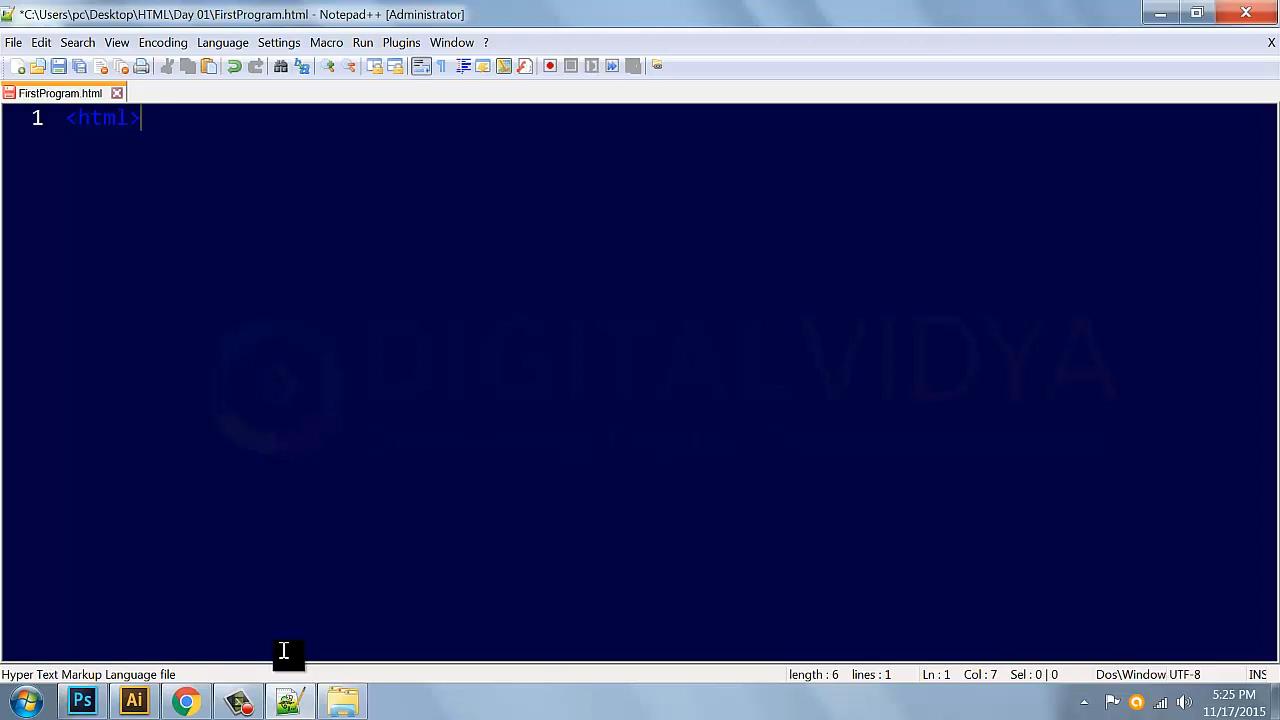 *C:\Users\pc\Desktop\HTML\Day 01\FirstProgram.html - Notepad++ [Administrator]
File Edit Search View Encoding Language Settings Macro Run Plugins Window ? X
FirstProgram.html
1 <html>
DIGITALVIDYA
Hyper Text Markup Language file length : 6 lines : 1 Ln : 1 Col : 7 Sel : 0 | 0 Dos\Window UTF-8 INS
Ps Ai 5:25 PM
11/17/2015